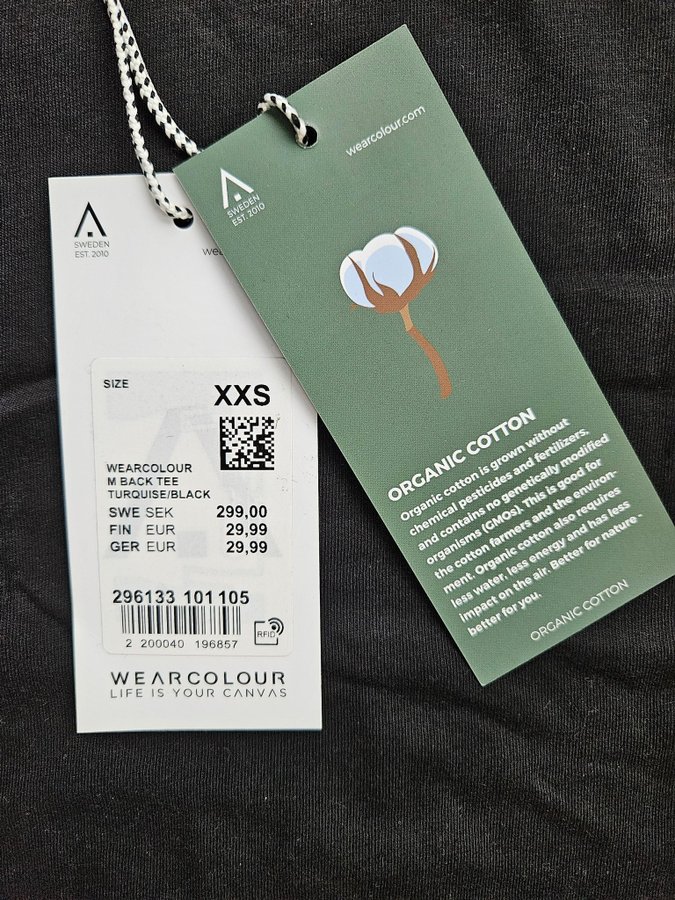 SWEDEN
EST. 2010
SIZE
XXS
WEARCOLOUR
M BACK TEE
TURQUISE/BLACK
SWE SEK 299,00
FIN EUR 29,99
GER EUR 29,99
296133 101105
RFID
2 200040 196857
WEARCOLOUR
LIFE IS YOUR CANVAS
wearcolour.com
SWEDEN
EST. 2010
ORGANIC COTTON
Organic cotton is grown without
chemical pesticides and fertilizers,
and contains no genetically modified
organisms (GMOs). This is good for
the cotton farmers and the environ-
ment. Organic cotton also requires
less water, less energy and has less
impact on the air. Better for nature -
better for you.
ORGANIC COTTON